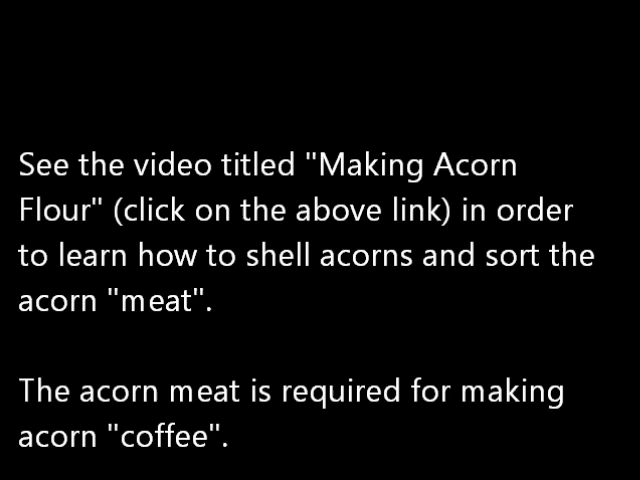 See the video titled "Making Acorn
Flour" (click on the above link) in order
to learn how to shell acorns and sort the
acorn "meat".
The acorn meat is required for making
acorn "coffee".